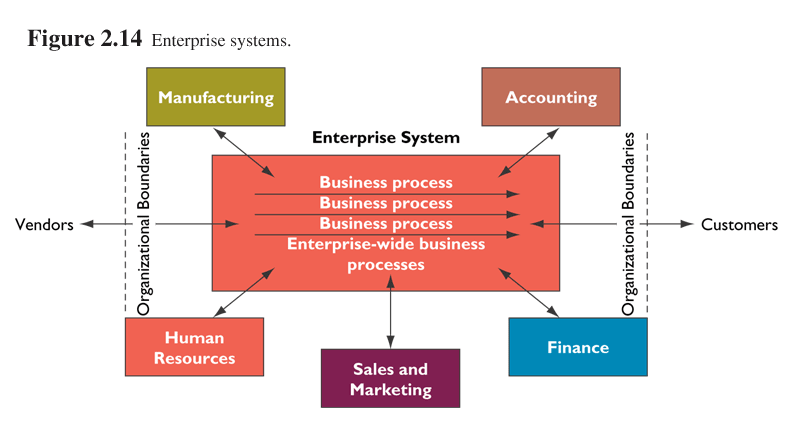 Figure 2.14 Enterprise systems.
Manufacturing
Accounting
Enterprise System
Organizational Boundaries
Business process
Business process
Business process
Enterprise-wide business
processes
Organizational Boundaries
Vendors
Customers
Human
Resources
Sales and
Marketing
Finance